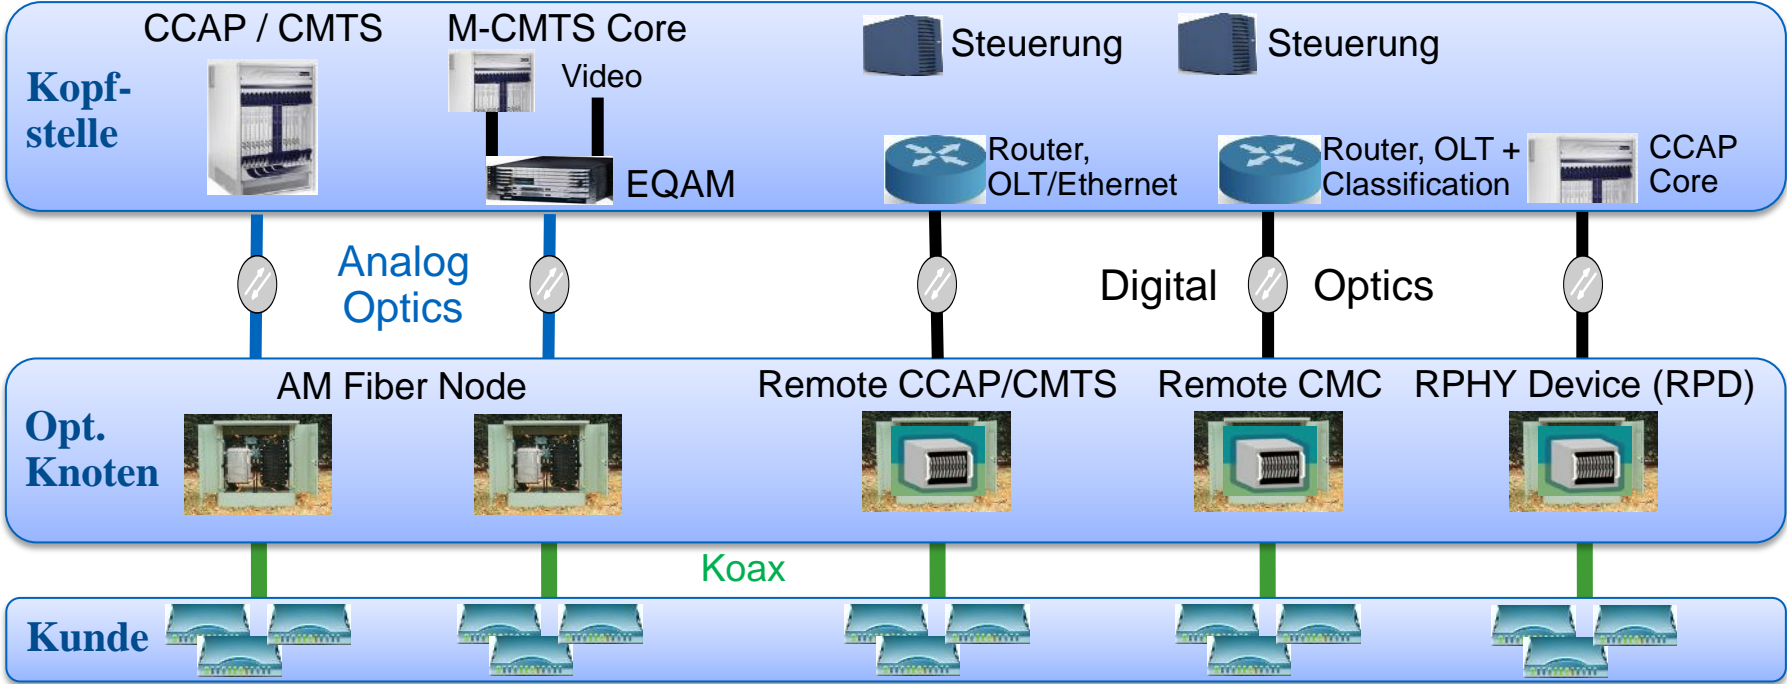 CCAP / CMTS
M-CMTS Core
Steuerung
Steuerung
Video
Kopf-
stelle
EQAM
Router,
OLT/Ethernet
Router, OLT +
Classification
CCAP
Core
Analog
Optics
Digital
Optics
AM Fiber Node
Remote CCAP/CMTS
Remote CMC
RPHY Device (RPD)
Opt.
Knoten
Koax
Kunde